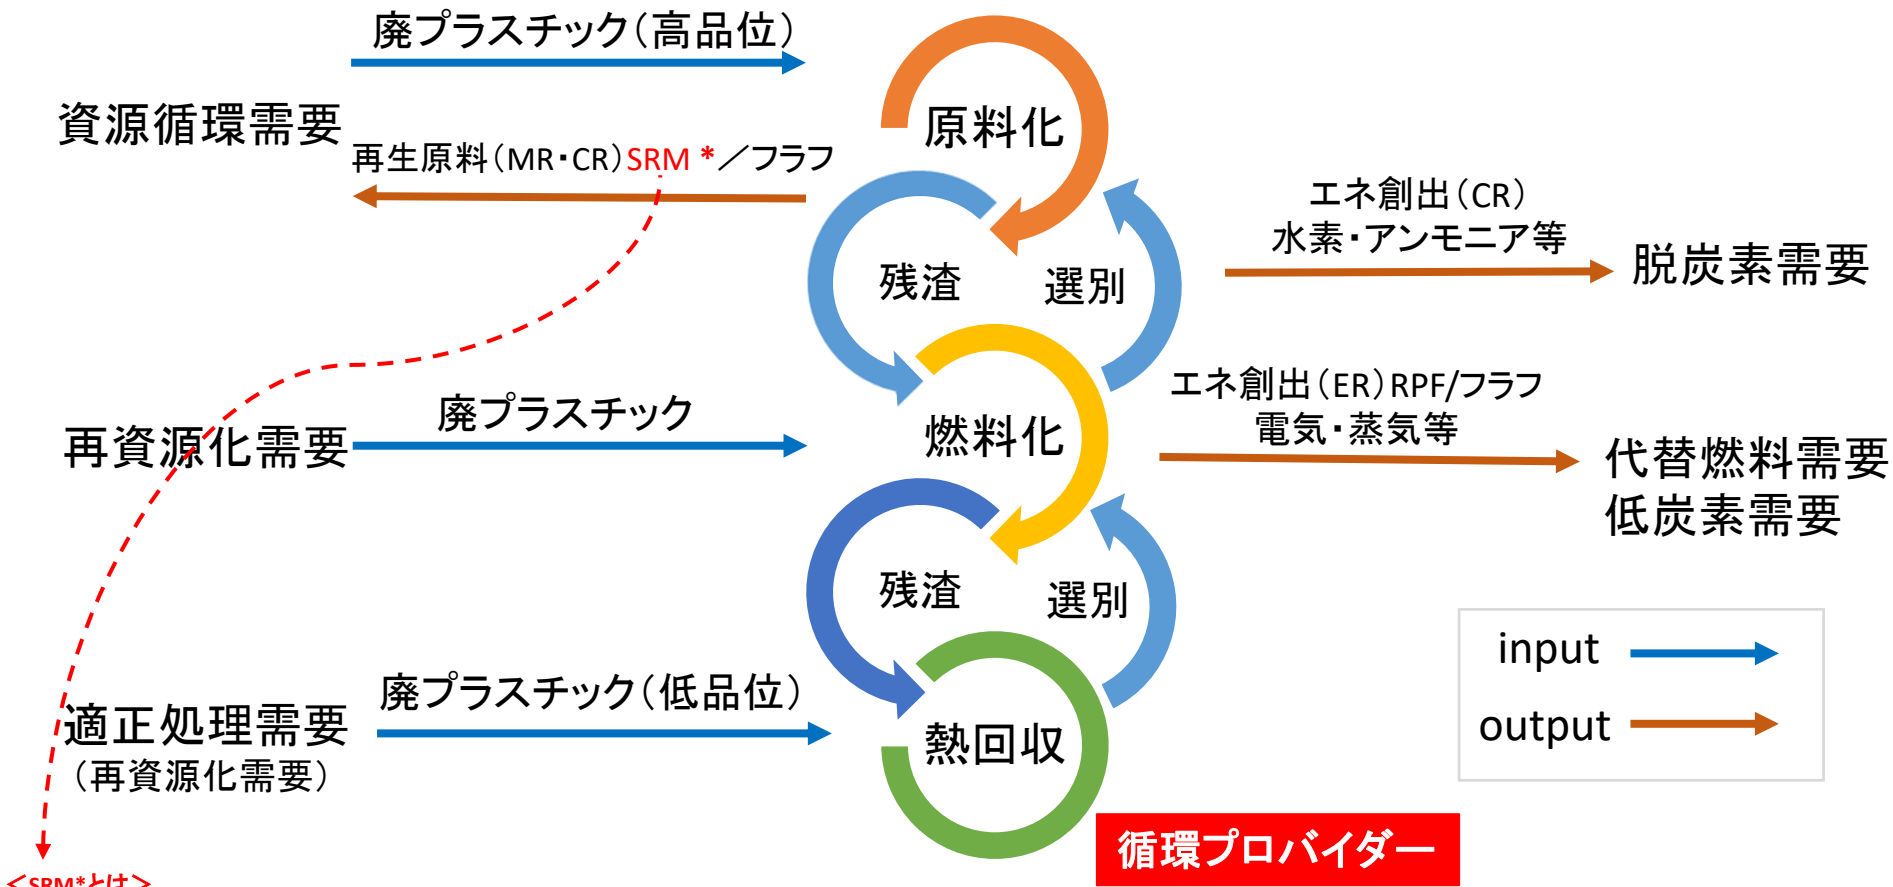 廃プラスチック（高品位）
資源循環需要
原料化
再生原料（MR・CR）SRM *／フラフ
エネ創出（CR）
水素・アンモニア等
脱炭素需要
残渣
選別
エネ創出（ER）RPF/フラフ
電気・蒸気等
廃プラスチック
再資源化需要
燃料化
代替燃料需要
低炭素需要
残渣
選別
input
廃プラスチック（低品位）
適正処理需要
（再資源化需要）
熱回収
output
循環プロバイダー
＜SRM*とは＞